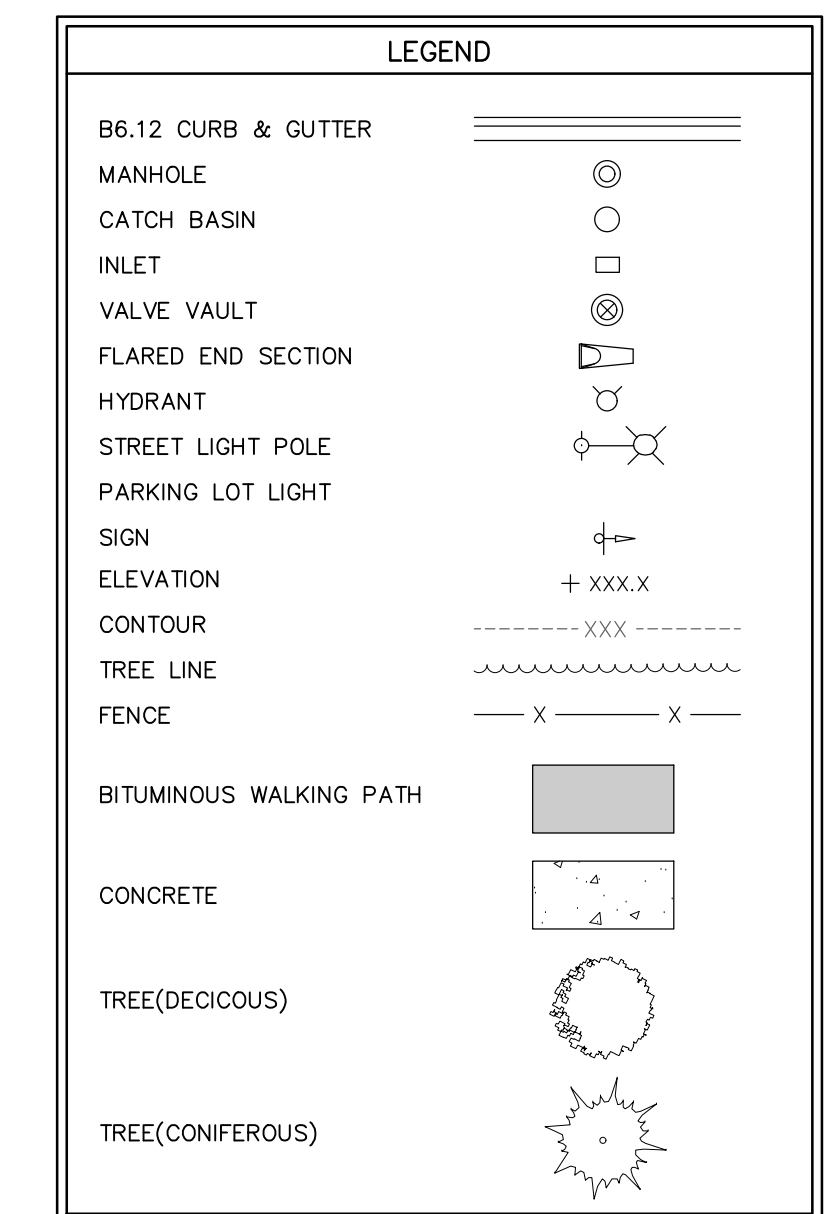 LEGEND
B6.12 CURB & GUTTER
MANHOLE
CATCH BASIN
INLET
VALVE VAULT
FLARED END SECTION
HYDRANT
STREET LIGHT POLE
PARKING LOT LIGHT
SIGN
ELEVATION + XXX.X
CONTOUR XXX
TREE LINE
FENCE X X
BITUMINOUS WALKING PATH
CONCRETE
TREE(DECICOUS)
TREE(CONIFEROUS)